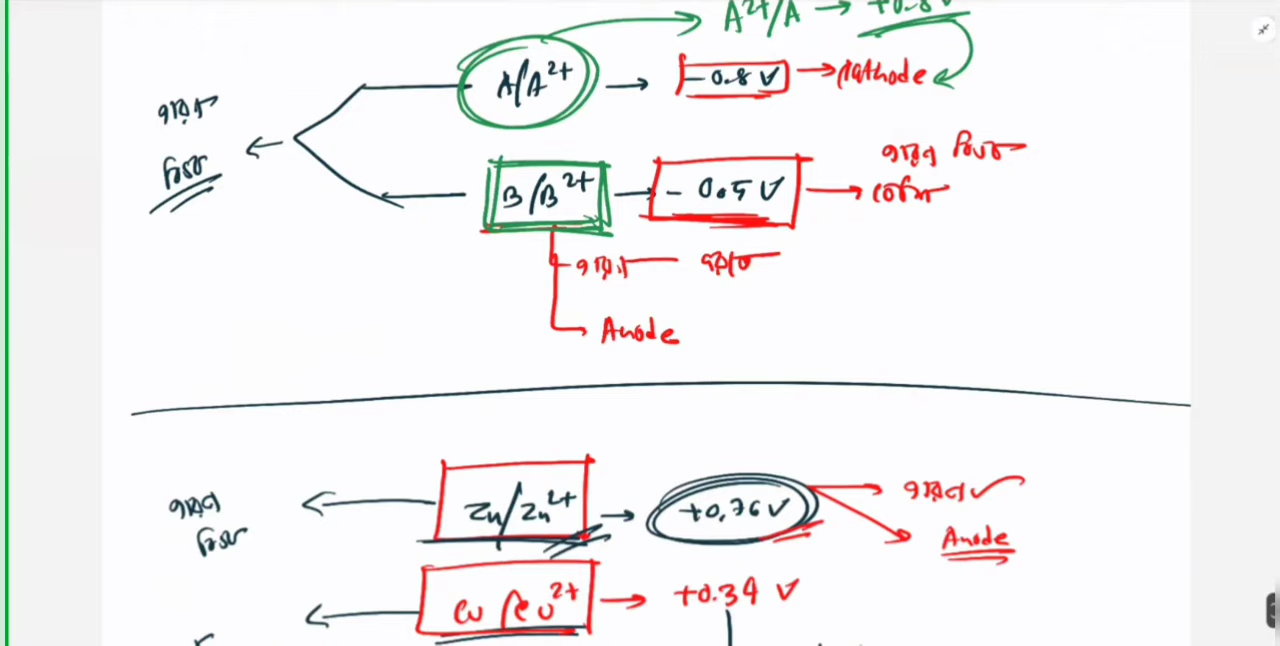 A²⁺/A → +0.8 V
A/A²⁺ → - 0.8 V → Cathode
জারণ
বিভব
B/B²⁺ → - 0.5 V → জারণ বিভব
বেশি
জারণ
Anode
জারণ
বিভব
Zn/Zn²⁺ → +0.76 V → জারণ
Anode
Cu/Cu²⁺ → +0.34 V